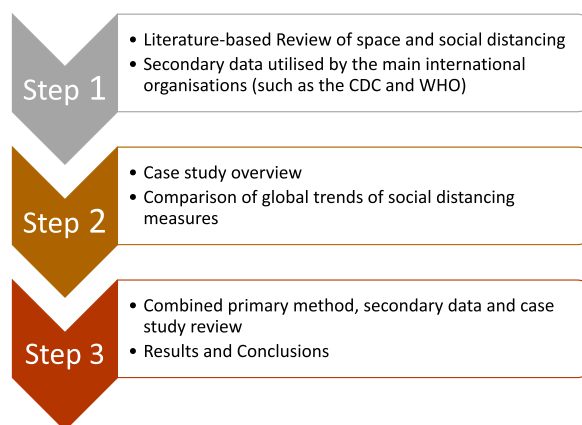 Step 1
• Literature-based Review of space and social distancing
• Secondary data utilised by the main international
organisations (such as the CDC and WHO)
Step 2
• Case study overview
• Comparison of global trends of social distancing
measures
Step 3
• Combined primary method, secondary data and case
study review
• Results and Conclusions